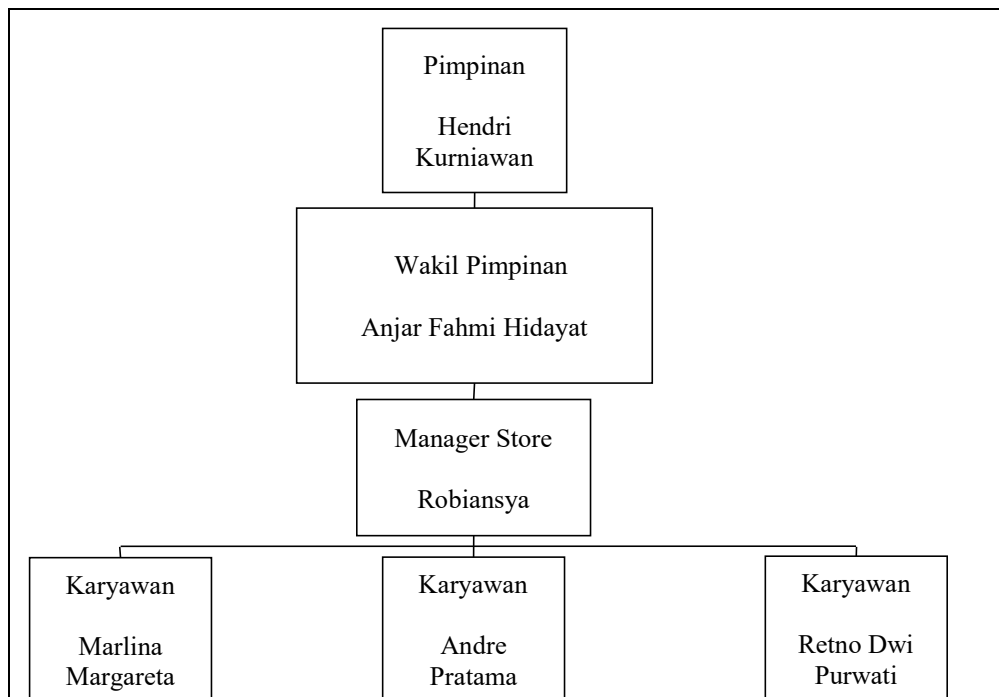 Pimpinan
Hendri
Kurniawan
Wakil Pimpinan
Anjar Fahmi Hidayat
Manager Store
Robiansya
Karyawan
Marlina
Margareta
Karyawan
Andre
Pratama
Karyawan
Retno Dwi
Purwati